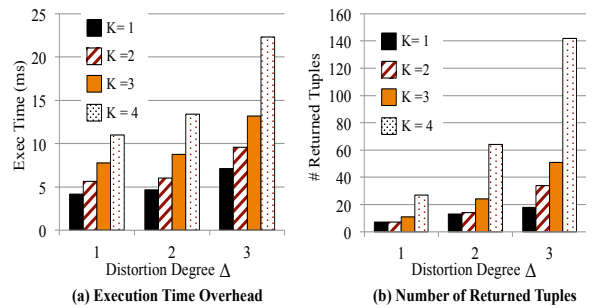 25
20
15
10
5
0
Exec Time (ms)
K= 1
K =2
K =3
K = 4
1 2 3
Distortion Degree Δ
(a) Execution Time Overhead
160
140
120
100
80
60
40
20
0
# Returned Tuples
K= 1
K =2
K =3
K = 4
1 2 3
Distortion Degree Δ
(b) Number of Returned Tuples